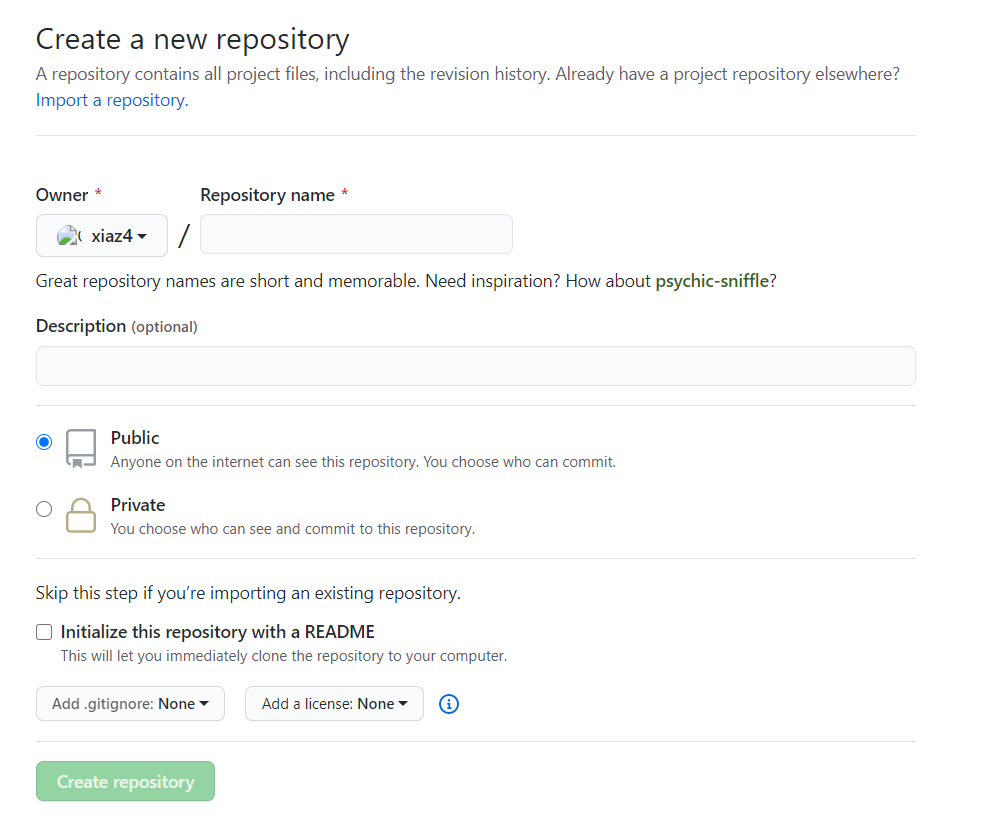 Create a new repository
A repository contains all project files, including the revision history. Already have a project repository elsewhere?
Import a repository.
Owner * Repository name *
xiaz4 /
Great repository names are short and memorable. Need inspiration? How about psychic-sniffle?
Description (optional)
Public
Anyone on the internet can see this repository. You choose who can commit.
Private
You choose who can see and commit to this repository.
Skip this step if you’re importing an existing repository.
Initialize this repository with a README
This will let you immediately clone the repository to your computer.
Add .gitignore: None Add a license: None
Create repository